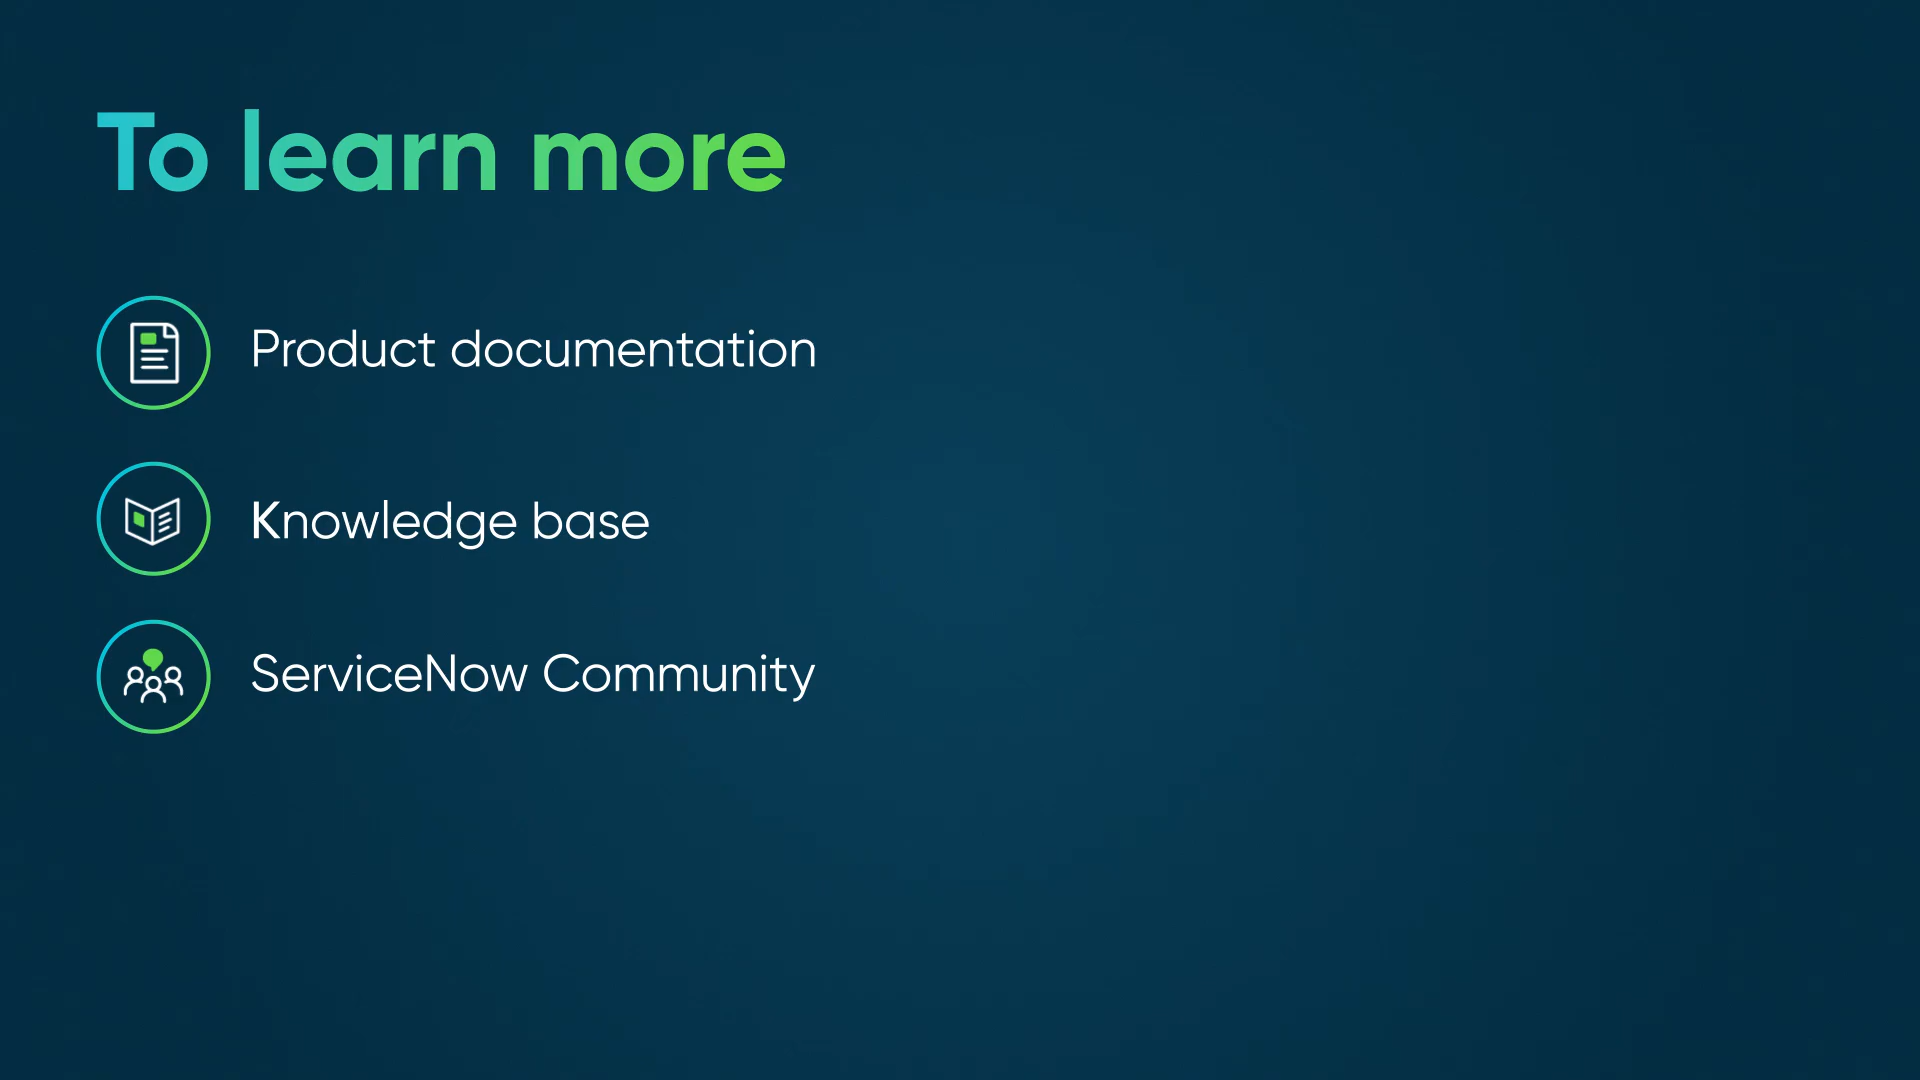 To learn more
Product documentation
Knowledge base
ServiceNow Community